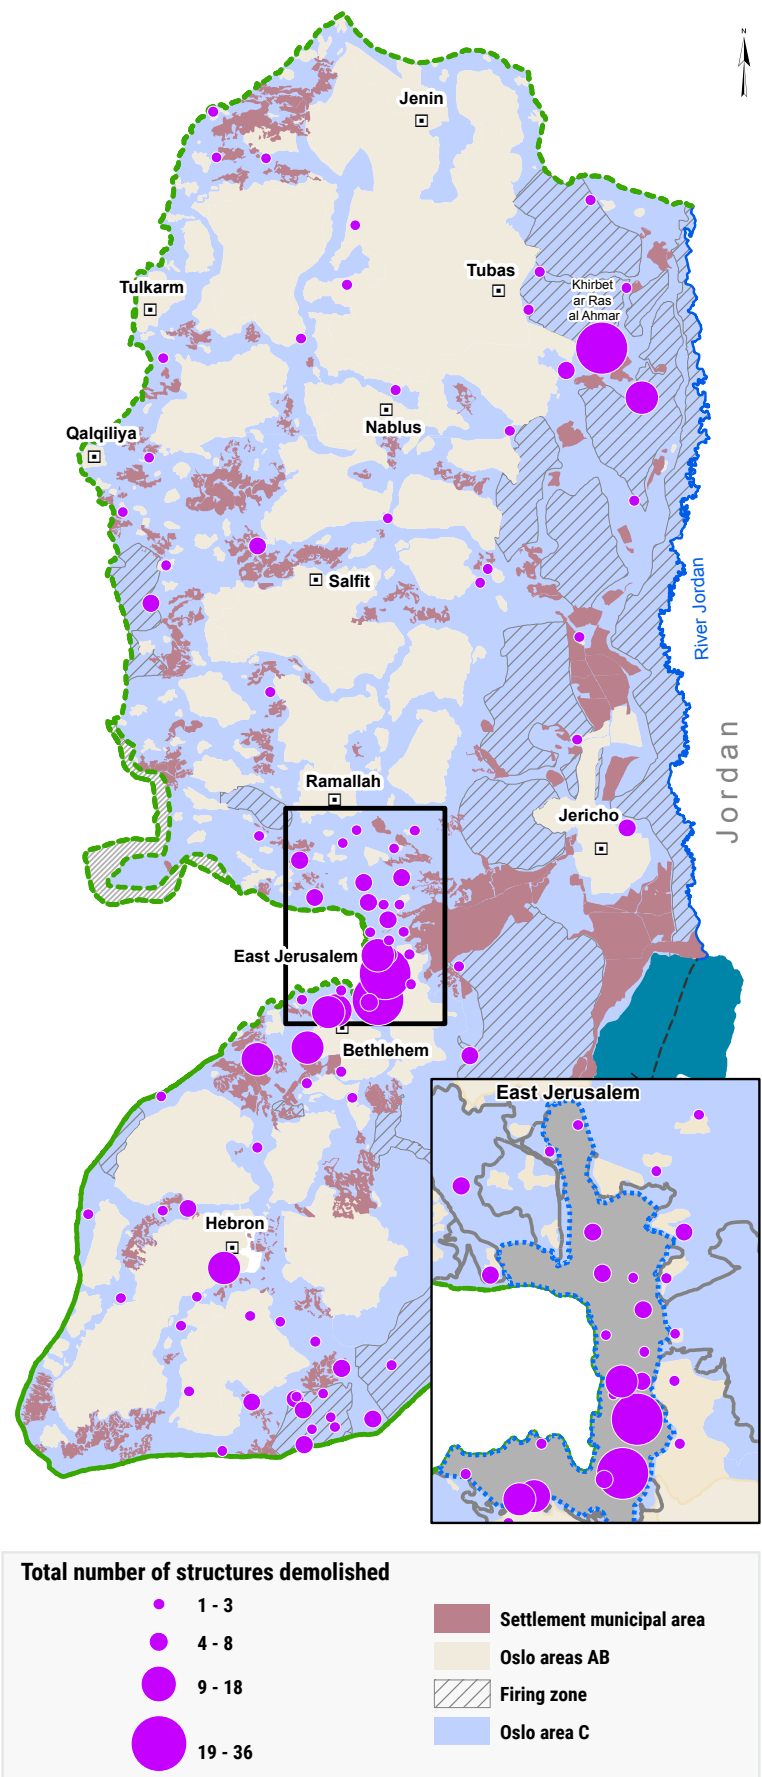 N
Jenin
Tubas
Khirbet
ar Ras
al Ahmar
Tulkarm
Nablus
Qalqiliya
Salfit
River Jordan
Jordan
Ramallah
Jericho
East Jerusalem
Bethlehem
East Jerusalem
Hebron
Total number of structures demolished
1 - 3
4 - 8
9 - 18
19 - 36
Settlement municipal area
Oslo areas AB
Firing zone
Oslo area C